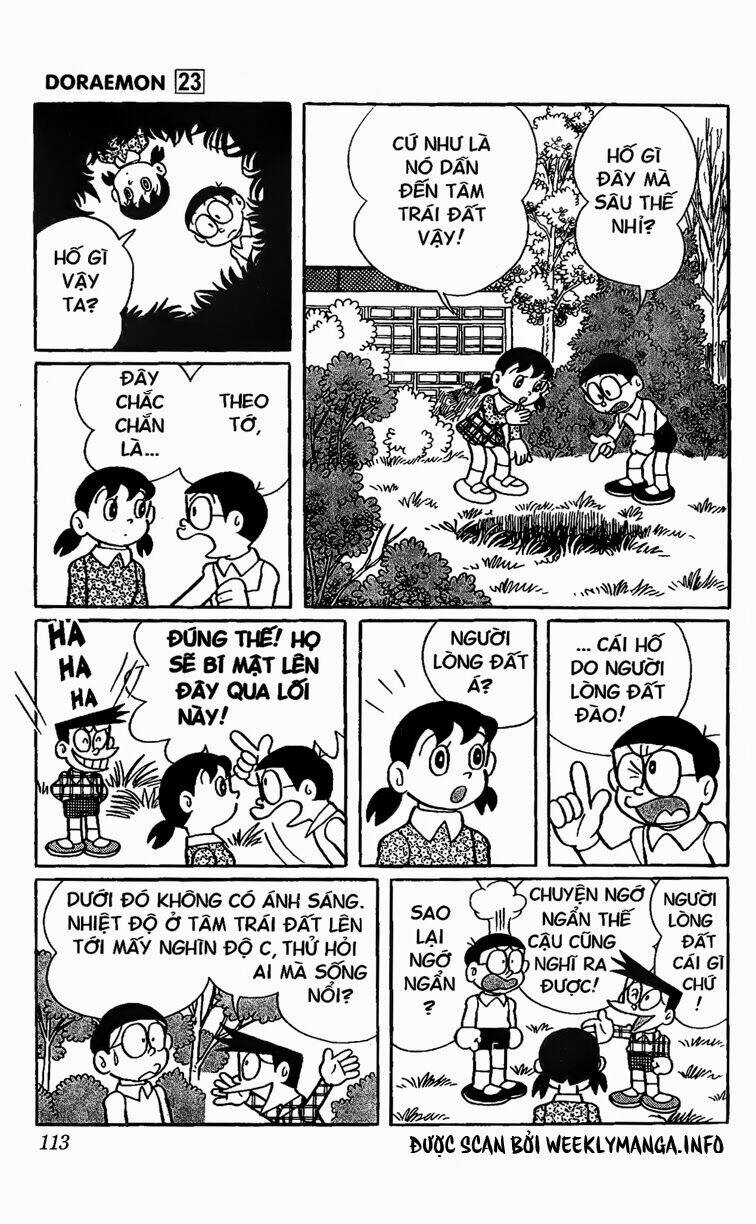 DORAEMON 23
HỐ GÌ
ĐÂY MÀ
SÂU THẾ
NHỈ?
CỨ NHƯ LÀ
NÓ DẪN
ĐẾN TÂM
TRÁI ĐẤT
VẬY!
HỐ GÌ
VẬY
TA?
THEO
TỚ,
ĐÂY
CHẮC
CHẮN
LÀ...
... CÁI HỐ
DO NGƯỜI
LÒNG ĐẤT
ĐÀO!
NGƯỜI
LÒNG ĐẤT
Á?
ĐÚNG THẾ! HỌ
SẼ BÍ MẬT LÊN
ĐÂY QUA LỐI
NÀY!
HA
HA
HA
NGƯỜI
LÒNG
ĐẤT
CÁI GÌ
CHỨ
!
CHUYỆN NGỚ
NGẨN THẾ
CẬU CŨNG
NGHĨ RA
ĐƯỢC!
SAO
LẠI
NGỚ
NGẨN
?
DƯỚI ĐÓ KHÔNG CÓ ÁNH SÁNG.
NHIỆT ĐỘ Ở TÂM TRÁI ĐẤT LÊN
TỚI MẤY NGHÌN ĐỘ C, THỬ HỎI
AI MÀ SỐNG
NỔI?
113
ĐƯỢC SCAN BỞI WEEKLYMANGA.INFO